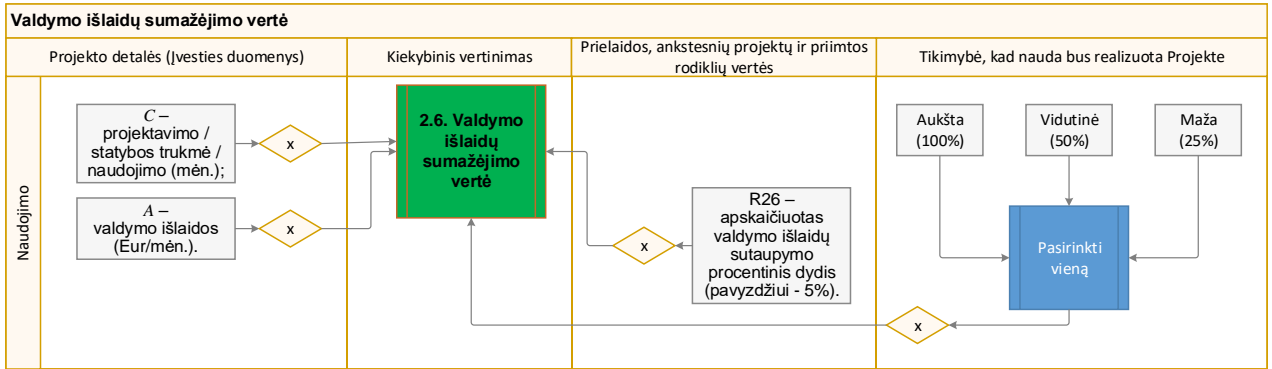 Valdymo išlaidų sumažėjimo vertė
Projekto detalės (Įvesties duomenys)
Kiekybinis vertinimas
Prielaidos, ankstesnių projektų ir priimtos
rodiklių vertės
Tikimybė, kad nauda bus realizuota Projekte
Naudojimo
C –
projektavimo /
statybos trukmė /
naudojimo (mėn.);
x
A –
valdymo išlaidos
(Eur/mėn.).
x
2.6. Valdymo
išlaidų
sumažėjimo
vertė
x
R26 –
apskaičiuotas
valdymo išlaidų
sutaupymo
procentinis dydis
(pavyzdžiui - 5%).
Aukšta
(100%)
Vidutinė
(50%)
Maža
(25%)
Pasirinkti
vieną
x